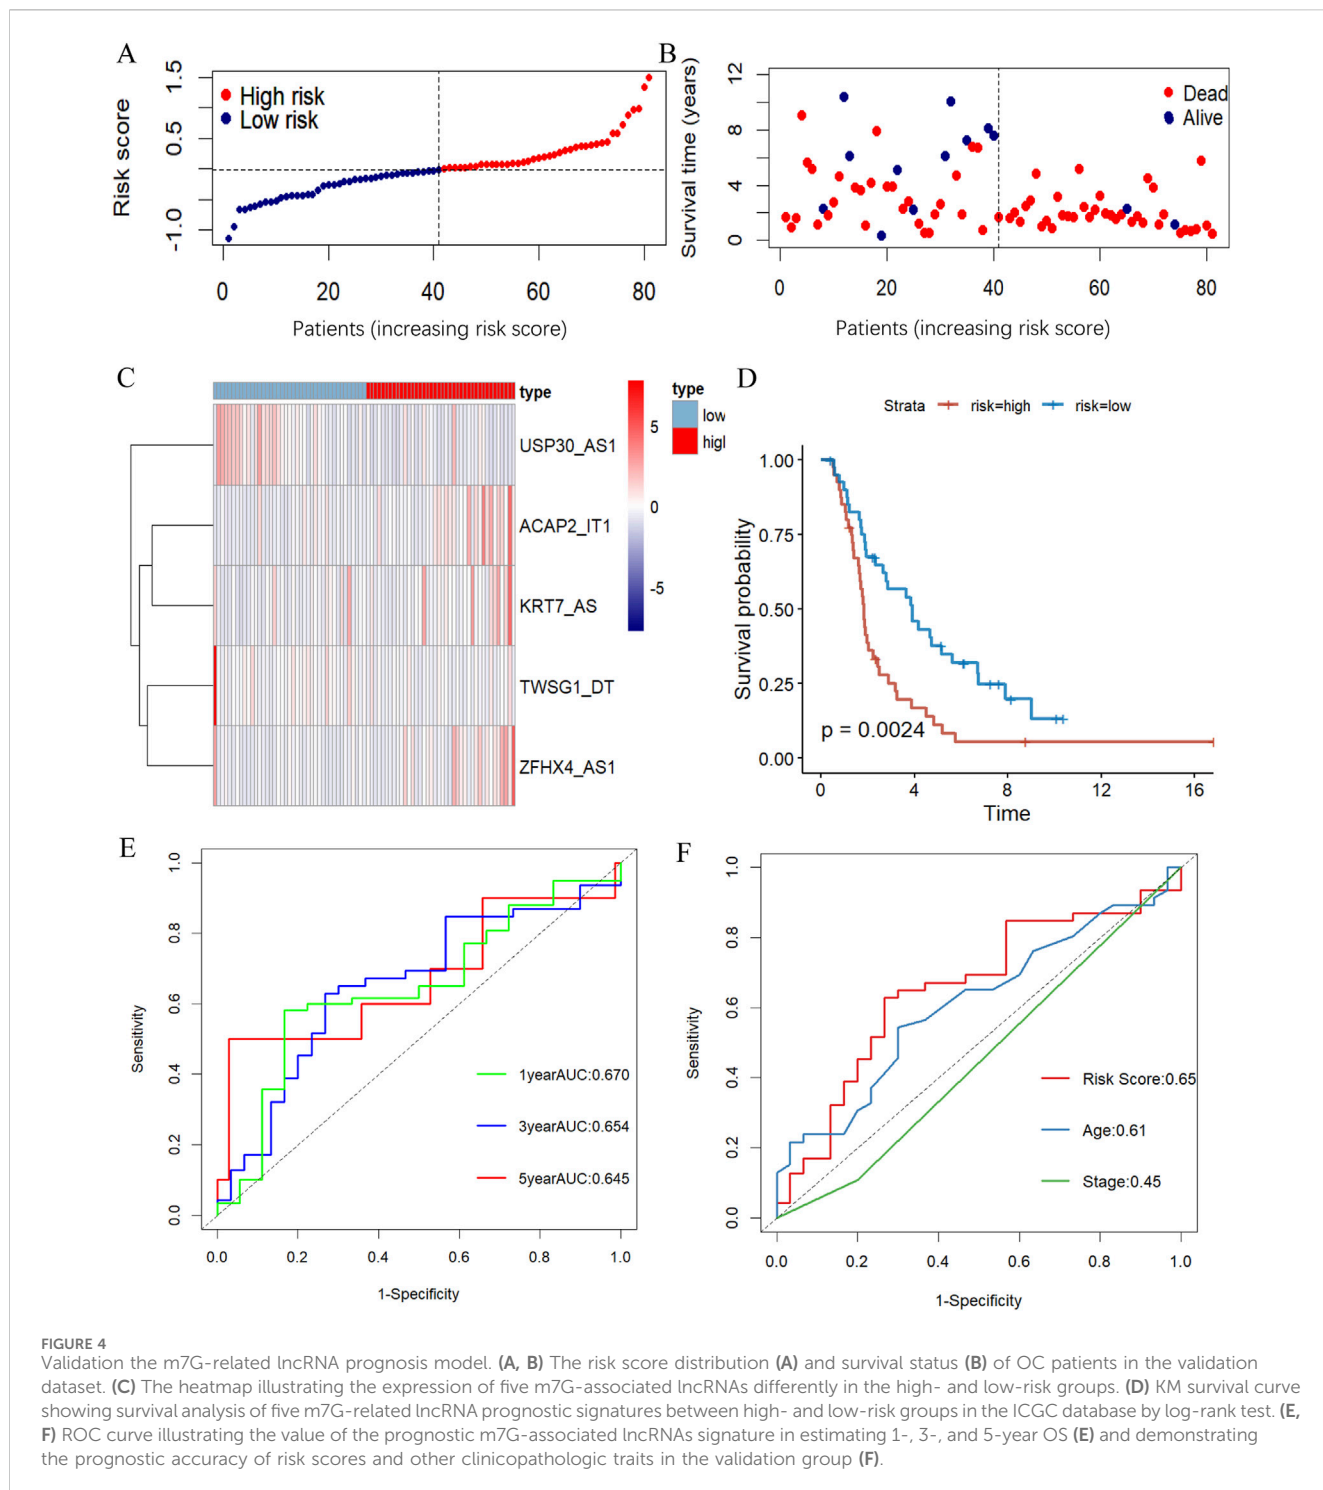 A
Risk score
1.5
0.5
-1.0
High risk
Low risk
0 20 40 60 80
Patients (increasing risk score)
B
Survival time (years)
12
8
4
0
Dead
Alive
0 20 40 60 80
Patients (increasing risk score)
C
type
USP30_AS1
ACAP2_IT1
KRT7_AS
TWSG1_DT
ZFHX4_AS1
5
0
-5
type
low
high
D
Strata risk=high risk=low
Survival probability
1.00
0.75
0.50
0.25
0.00
p = 0.0024
0 4 8 12 16
Time
E
Sensitivity
1.0
0.8
0.6
0.4
0.2
0.0
1yearAUC:0.670
3yearAUC:0.654
5yearAUC:0.645
0.0 0.2 0.4 0.6 0.8 1.0
1-Specificity
F
Sensitivity
1.0
0.8
0.6
0.4
0.2
0.0
Risk Score:0.65
Age:0.61
Stage:0.45
0.0 0.2 0.4 0.6 0.8 1.0
1-Specificity
FIGURE 4
Validation the m7G-related lncRNA prognosis model. (A, B) The risk score distribution (A) and survival status (B) of OC patients in the validation
dataset. (C) The heatmap illustrating the expression of five m7G-associated lncRNAs differently in the high- and low-risk groups. (D) KM survival curve
showing survival analysis of five m7G-related lncRNA prognostic signatures between high- and low-risk groups in the ICGC database by log-rank test. (E,
F) ROC curve illustrating the value of the prognostic m7G-associated lncRNAs signature in estimating 1-, 3-, and 5-year OS (E) and demonstrating
the prognostic accuracy of risk scores and other clinicopathologic traits in the validation group (F).